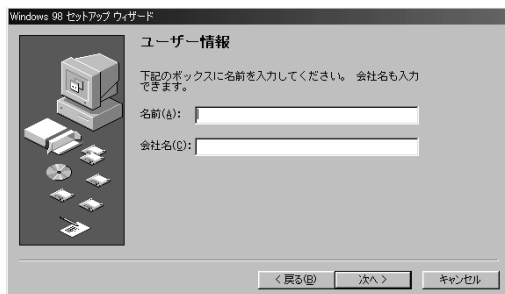 Windows 98 セットアップ ウィザード
ユーザー情報
下記のボックスに名前を入力してください。 会社名も入力
できます。
名前(A):
会社名(C):
< 戻る(B)
次へ >
キャンセル